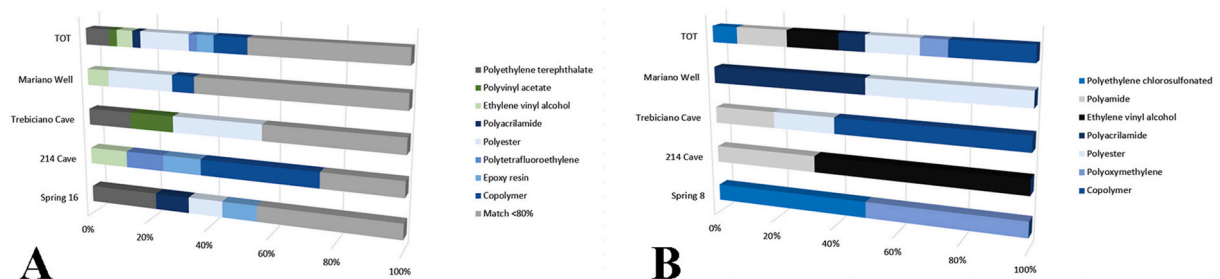 TOT
Mariano Well
Trebiciano Cave
214 Cave
Spring 16
0% 20% 40% 60% 80% 100%
Polyethylene terephthalate
Polyvinyl acetate
Ethylene vinyl alcohol
Polyacrilamide
Polyester
Polytetrafluoroethylene
Epoxy resin
Copolymer
Match <80%
A
TOT
Mariano Well
Trebiciano Cave
214 Cave
Spring 8
0% 20% 40% 60% 80% 100%
Polyethylene chlorosulfonated
Polyamide
Ethylene vinyl alcohol
Polyacrilamide
Polyester
Polyoxymethylene
Copolymer
B